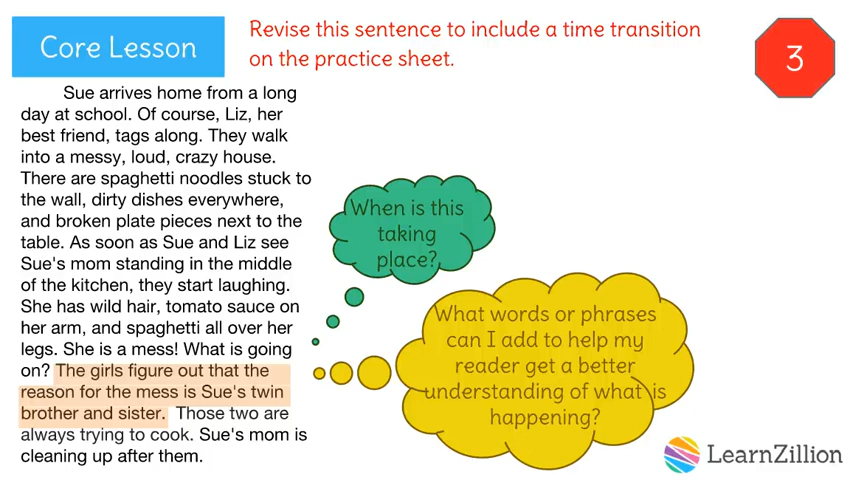 Core Lesson
Revise this sentence to include a time transition
on the practice sheet.
3
Sue arrives home from a long
day at school. Of course, Liz, her
best friend, tags along. They walk
into a messy, loud, crazy house.
There are spaghetti noodles stuck to
the wall, dirty dishes everywhere,
and broken plate pieces next to the
table. As soon as Sue and Liz see
Sue's mom standing in the middle
of the kitchen, they start laughing.
She has wild hair, tomato sauce on
her arm, and spaghetti all over her
legs. She is a mess! What is going
on? The girls figure out that the
reason for the mess is Sue's twin
brother and sister. Those two are
always trying to cook. Sue's mom is
cleaning up after them.
When is this
taking
place?
What words or phrases
can I add to help my
reader get a better
understanding of what is
happening?
LearnZillion